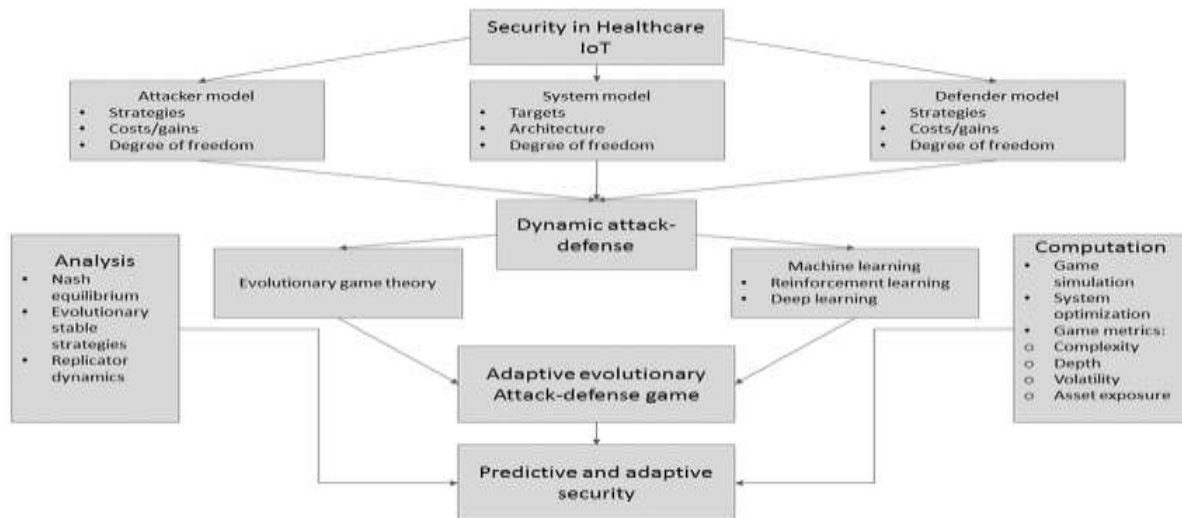 Security in Healthcare
IoT
Attacker model
• Strategies
• Costs/gains
• Degree of freedom
System model
• Targets
• Architecture
• Degree of freedom
Defender model
• Strategies
• Costs/gains
• Degree of freedom
Dynamic attack-
defense
Analysis
• Nash
equilibrium
• Evolutionary
stable
strategies
• Replicator
dynamics
Evolutionary game theory
Machine learning
• Reinforcement learning
• Deep learning
Computation
• Game
simulation
• System
optimization
• Game metrics:
o Complexity
o Depth
o Volatility
o Asset exposure
Adaptive evolutionary
Attack-defense game
Predictive and adaptive
security